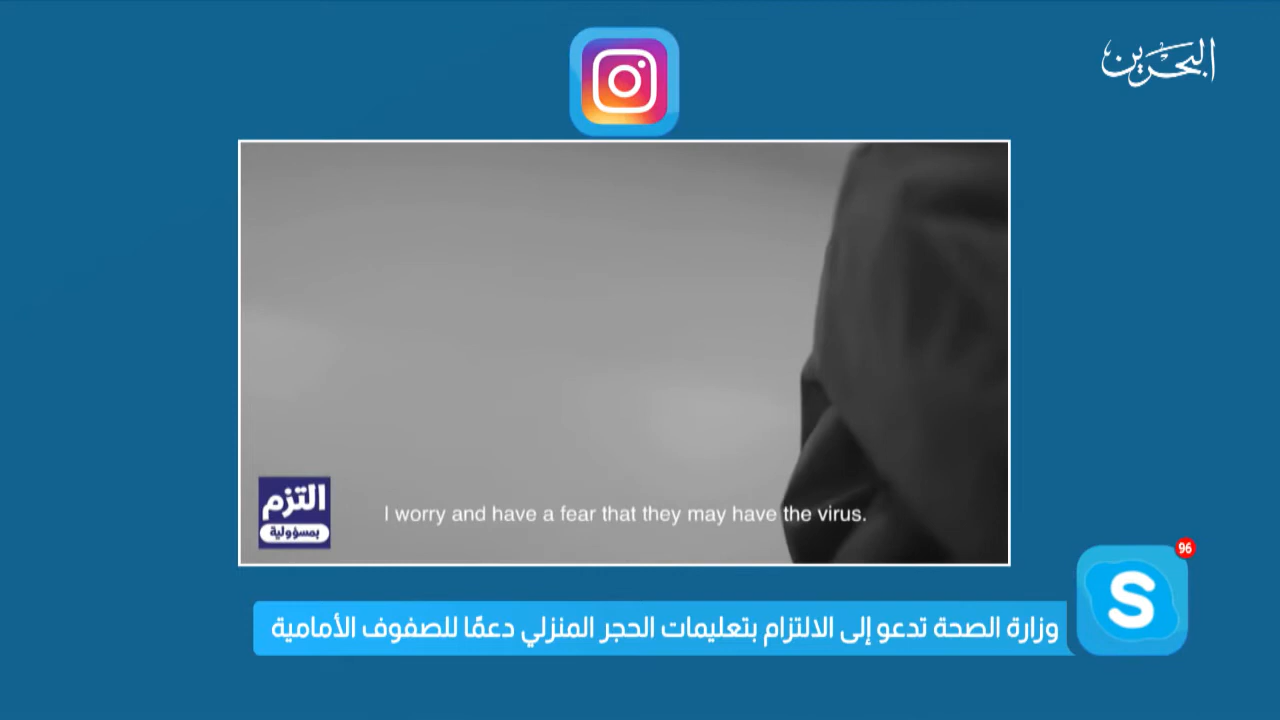 البحرين
التزم
بمسؤولية
I worry and have a fear that they may have the virus.
96
وزارة الصحة تدعو إلى الالتزام بتعليمات الحجر المنزلي دعمًا للصفوف الأمامية